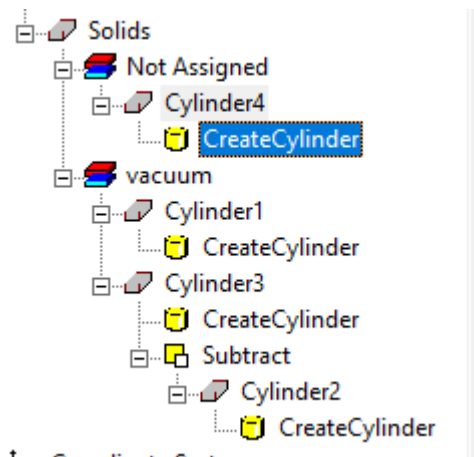 Solids
Not Assigned
Cylinder4
CreateCylinder
vacuum
Cylinder1
CreateCylinder
Cylinder3
CreateCylinder
Subtract
Cylinder2
CreateCylinder